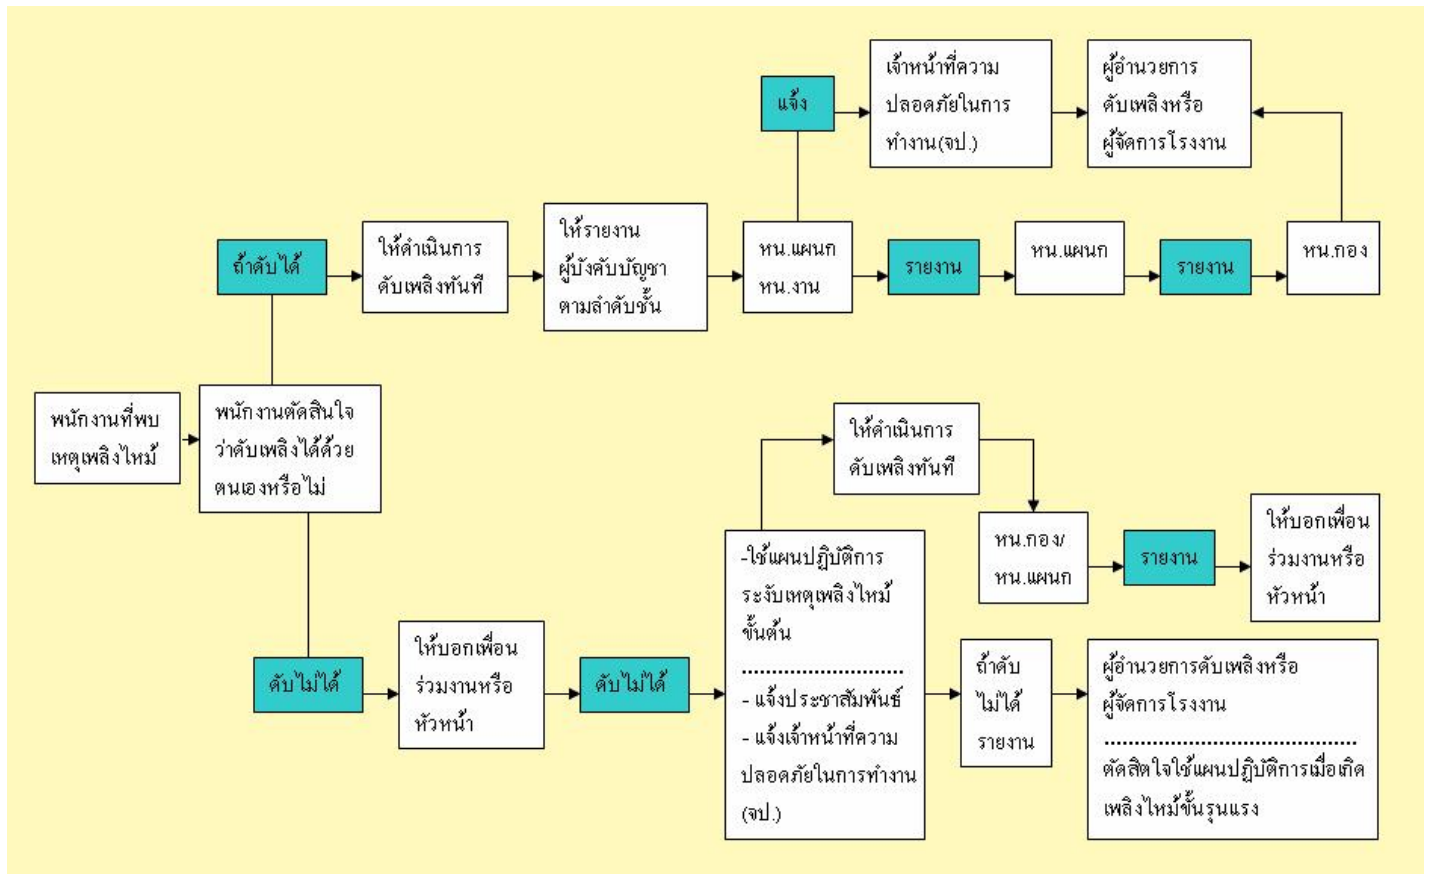 แจ้ง
เจ้าหน้าที่ความ
ปลอดภัยในการ
ทำงาน(จป.)
ผู้อำนวยการ
ดับเพลิงหรือ
ผู้จัดการโรงงาน
ถ้าดับได้
ให้ดำเนินการ
ดับเพลิงทันที
ให้รายงาน
ผู้บังคับบัญชา
ตามลำดับชั้น
หน.แผนก
หน.งาน
รายงาน
หน.แผนก
รายงาน
หน.กอง
พนักงานที่พบ
เหตุเพลิงไหม้
พนักงานตัดสินใจ
ว่าดับเพลิงได้ด้วย
ตนเองหรือไม่
ให้ดำเนินการ
ดับเพลิงทันที
หน.กอง/
หน.แผนก
รายงาน
ให้บอกเพื่อน
ร่วมงานหรือ
หัวหน้า
ดับไม่ได้
ให้บอกเพื่อน
ร่วมงานหรือ
หัวหน้า
ดับไม่ได้
-ใช้แผนปฏิบัติการ
ระงับเหตุเพลิงไหม้
ขั้นต้น
...........................
- แจ้งประชาสัมพันธ์
- แจ้งเจ้าหน้าที่ความ
ปลอดภัยในการทำงาน
(จป.)
ถ้าดับ
ไม่ได้
รายงาน
ผู้อำนวยการดับเพลิงหรือ
ผู้จัดการโรงงาน
..........................................
ตัดสิตใจใช้แผนปฏิบัติการเมื่อเกิด
เพลิงไหม้ขั้นรุนแรง